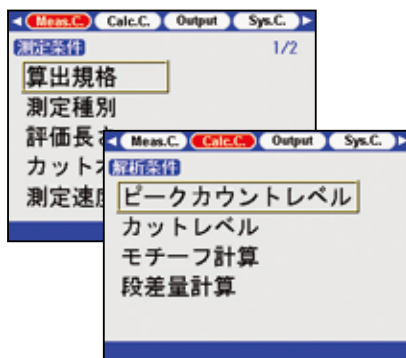 Meas.C. Calc.C. Output Sys.C.
測定条件 1/2
算出規格
測定種別
評価長
カット
測定速
Meas.C. Calc.C. Output Sys.C.
解析条件
ピークカウントレベル
カットレベル
モチーフ計算
段差量計算